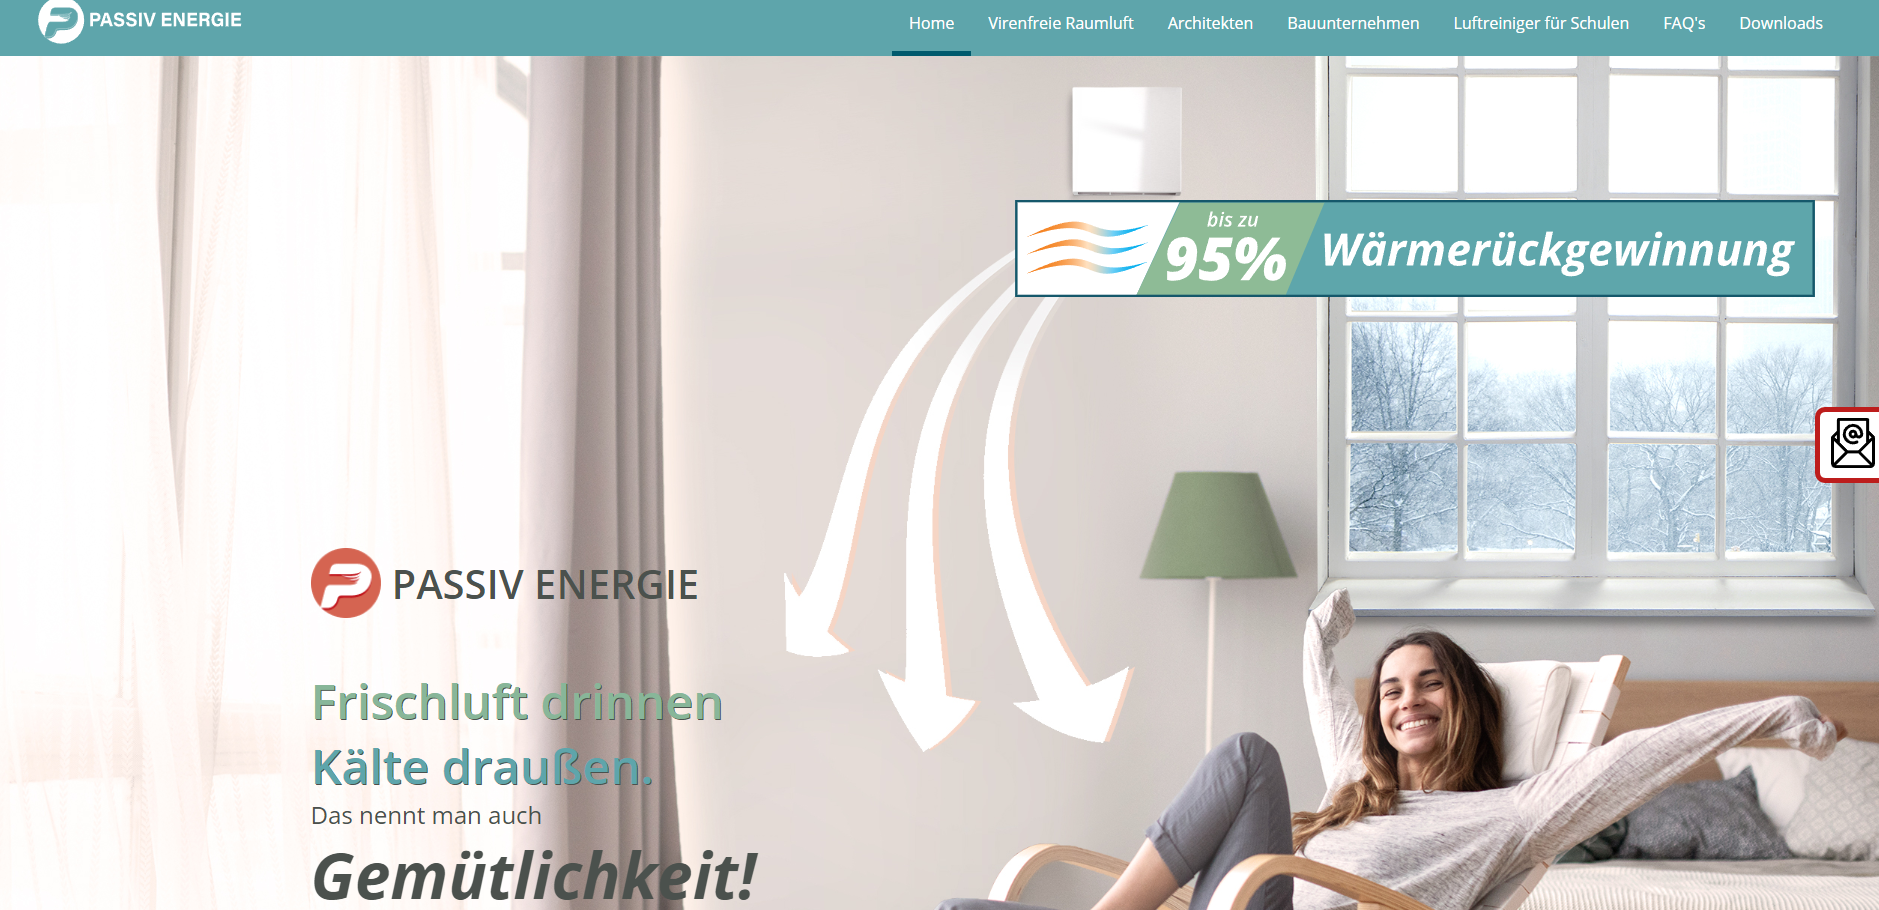 PASSIV ENERGIE
Home Virenfreie Raumluft Architekten Bauunternehmen Luftreiniger für Schulen FAQ's Downloads
bis zu
95% Wärmerückgewinnung
PASSIV ENERGIE
Frischluft drinnen
Kälte draußen.
Das nennt man auch
Gemütlichkeit!